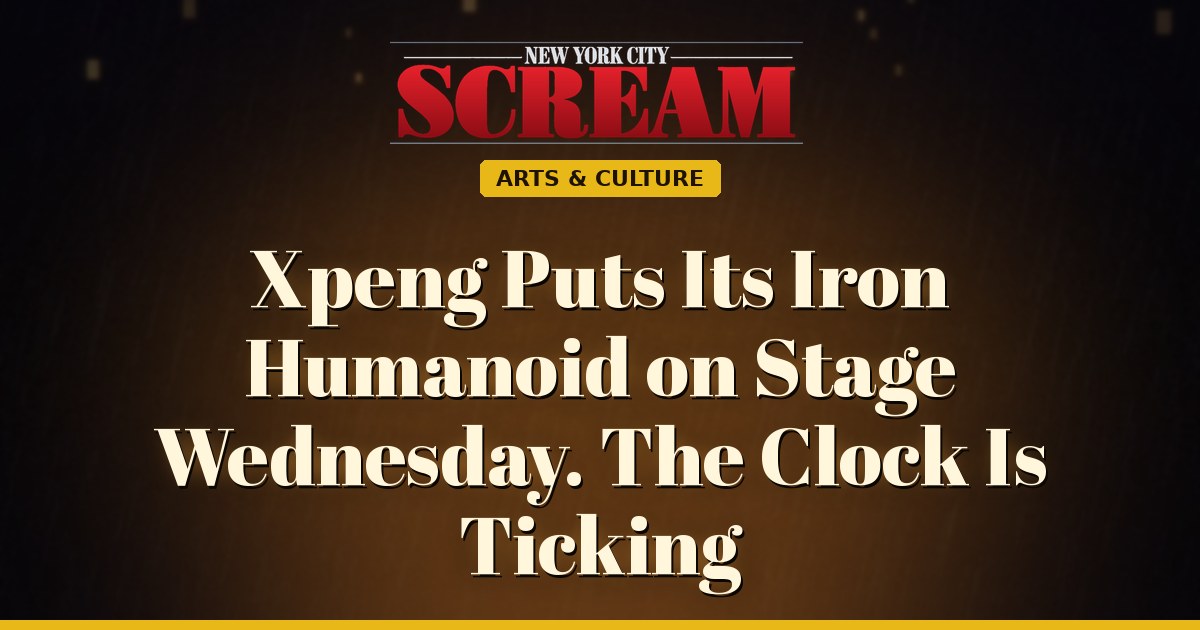 NEW YORK CITY
SCREAM
ARTS & CULTURE
Xpeng Puts Its Iron
Humanoid on Stage
Wednesday. The Clock Is
Ticking